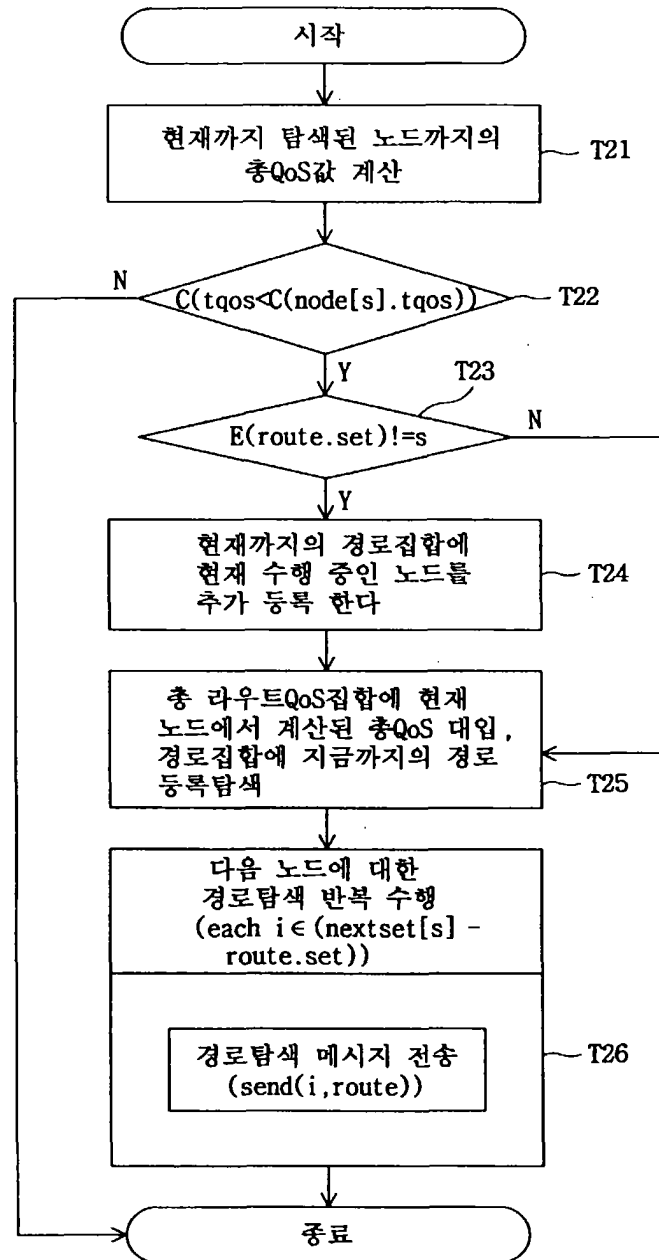 시작
현재까지 탐색된 노드까지의
총QoS값 계산
T21
N
C(tqos<C(node[s].tqos))
T22
Y
T23
E(route.set)!=s
N
Y
현재까지의 경로집합에
현재 수행 중인 노드를
추가 등록 한다
T24
총 라우트QoS집합에 현재
노드에서 계산된 총QoS 대입,
경로집합에 지금까지의 경로
등록탐색
T25
다음 노드에 대한
경로탐색 반복 수행
(each i∈(nextset[s] -
route.set))
경로탐색 메시지 전송
(send(i,route))
T26
종료